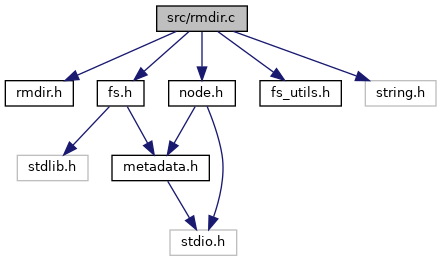 src/rmdir.c
rmdir.h
fs.h
node.h
fs_utils.h
string.h
stdlib.h
metadata.h
stdio.h